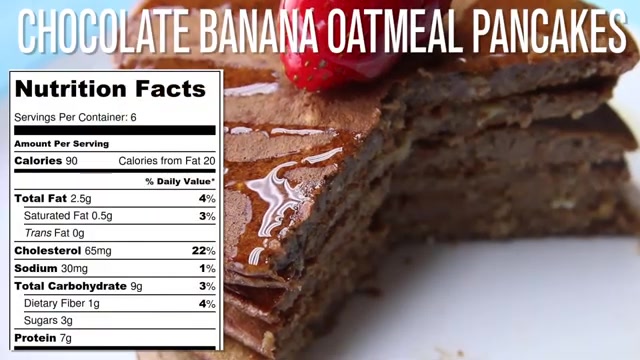 CHOCOLATE BANANA OATMEAL PANCAKES
Nutrition Facts
Servings Per Container: 6
Amount Per Serving
Calories 90 Calories from Fat 20
% Daily Value*
Total Fat 2.5g 4%
Saturated Fat 0.5g 3%
Trans Fat 0g
Cholesterol 65mg 22%
Sodium 30mg 1%
Total Carbohydrate 9g 3%
Dietary Fiber 1g 4%
Sugars 3g
Protein 7g